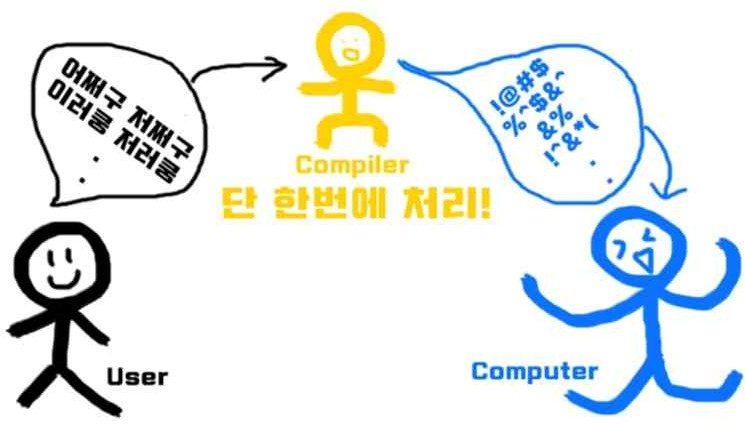 어쩌구 저쩌구
이러쿵 저러쿵
.
.
Compiler
단 한번에 처리!
$#@!
^&$^%
%&
)*&^!
.
.
User
Computer